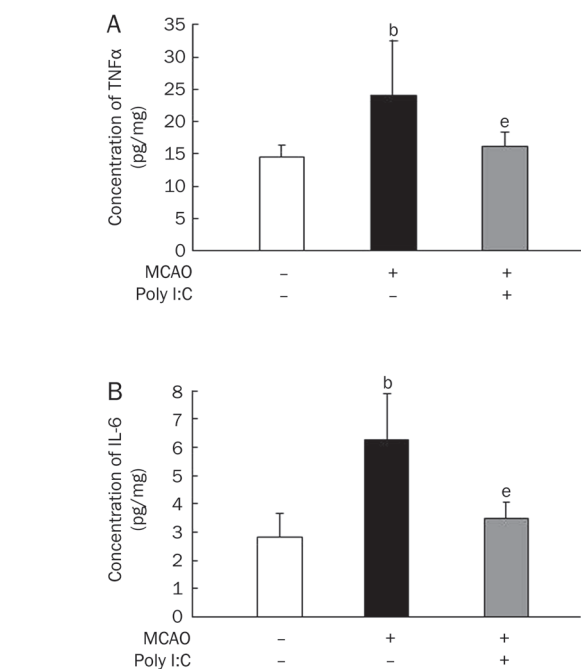 A
Concentration of TNFα
(pg/mg)
35
30
25
20
15
10
5
0
b
e
MCAO – + +
Poly I:C – – +
B
Concentration of IL-6
(pg/mg)
8
7
6
5
4
3
2
1
0
b
e
MCAO – + +
Poly I:C – – +